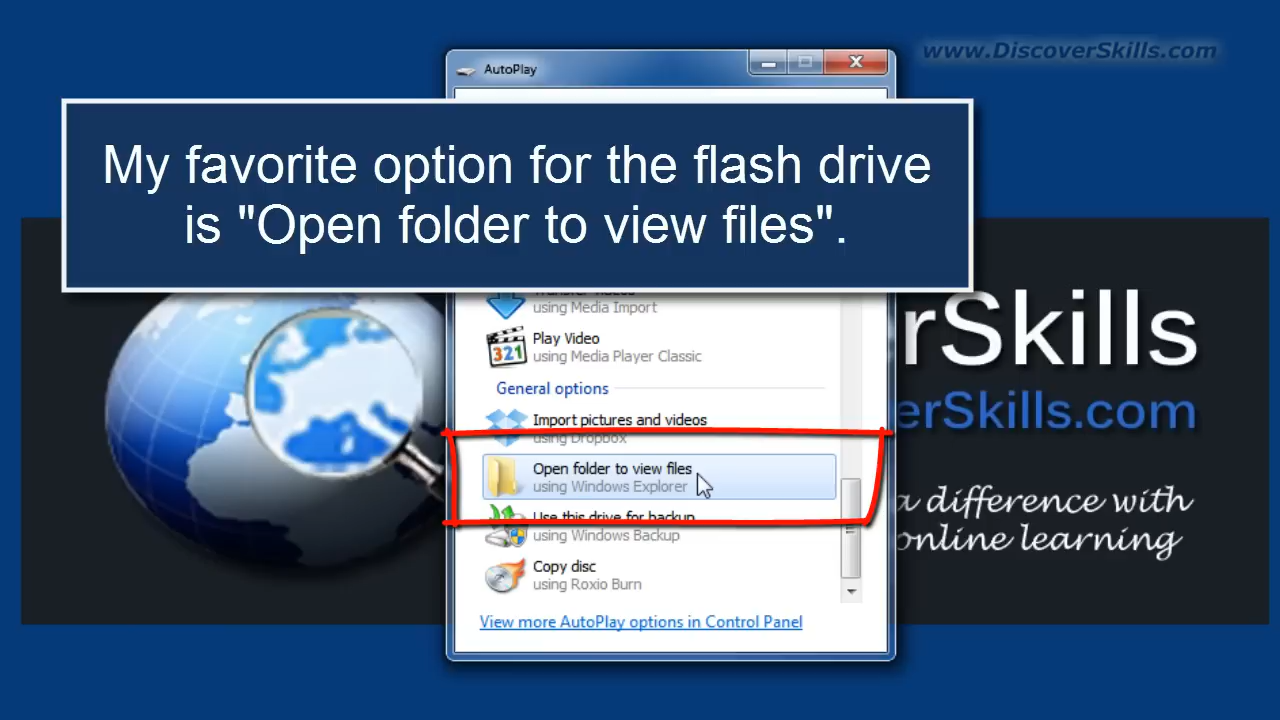 www.DiscoverSkills.com
AutoPlay
My favorite option for the flash drive
is "Open folder to view files".
using Media Import
Play Video
using Media Player Classic
General options
Import pictures and videos
using Dropbox
Open folder to view files
using Windows Explorer
Use this drive for backup
using Windows Backup
Copy disc
using Roxio Burn
View more AutoPlay options in Control Panel
rSkills
erSkills.com
a difference with
online learning
321